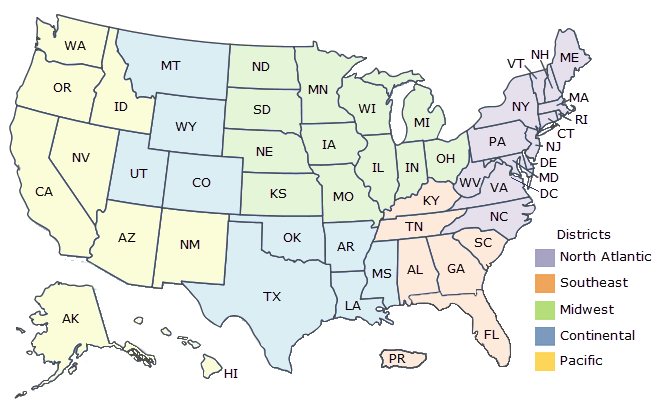 WA
MT
ND
MN
VT
NH
ME
OR
ID
SD
WI
MI
NY
MA
RI
CT
WY
NE
IA
PA
NJ
NV
UT
CO
IL
IN
OH
DE
MD
DC
WV
VA
CA
KS
MO
KY
NC
AZ
NM
OK
AR
TN
SC
MS
AL
GA
TX
LA
FL
AK
HI
PR
Districts
North Atlantic
Southeast
Midwest
Continental
Pacific